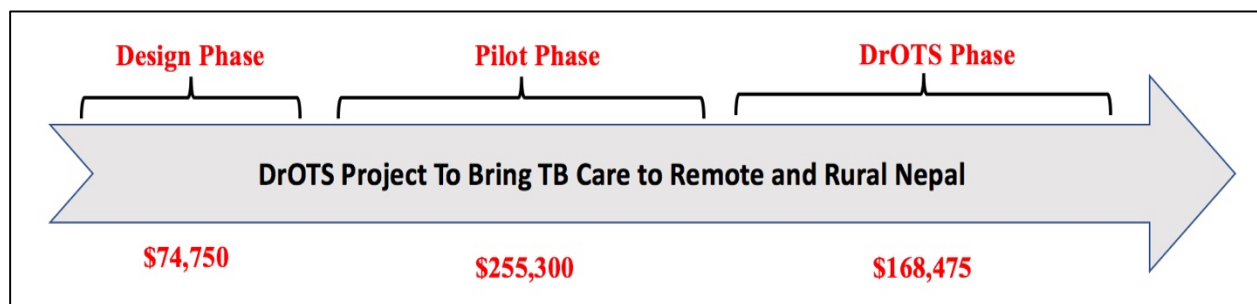 Design Phase
Pilot Phase
DrOTS Phase
DrOTS Project To Bring TB Care to Remote and Rural Nepal
$74,750
$255,300
$168,475